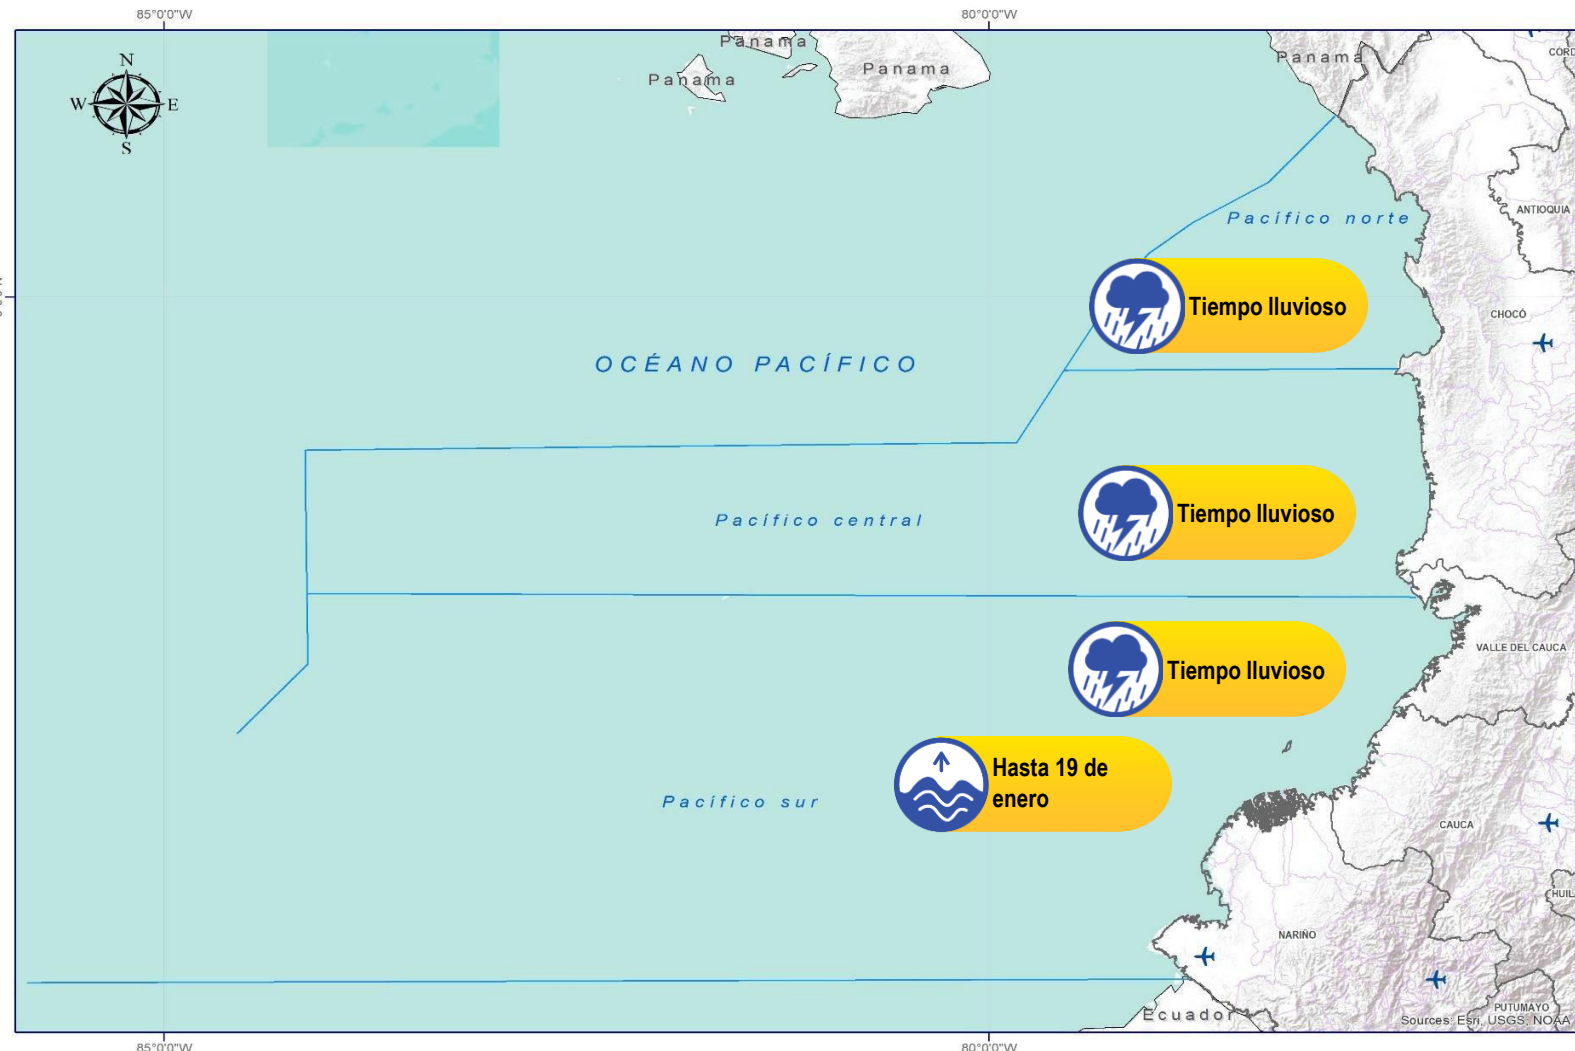 85°0'0"W
80°0'0"W
N
W
E
S
Panama
Panama
Panama
Panama
ANTIOQUIA
Pacífico norte
Tiempo lluvioso
CHOCÓ
OCÉANO PACÍFICO
Pacífico central
Tiempo lluvioso
VALLE DEL CAUCA
Tiempo lluvioso
Hasta 19 de
enero
Pacífico sur
CAUCA
NARIÑO
PUTUMAYO
Ecuador
Sources: Esri, USGS, NOAA
85°0'0"W
80°0'0"W